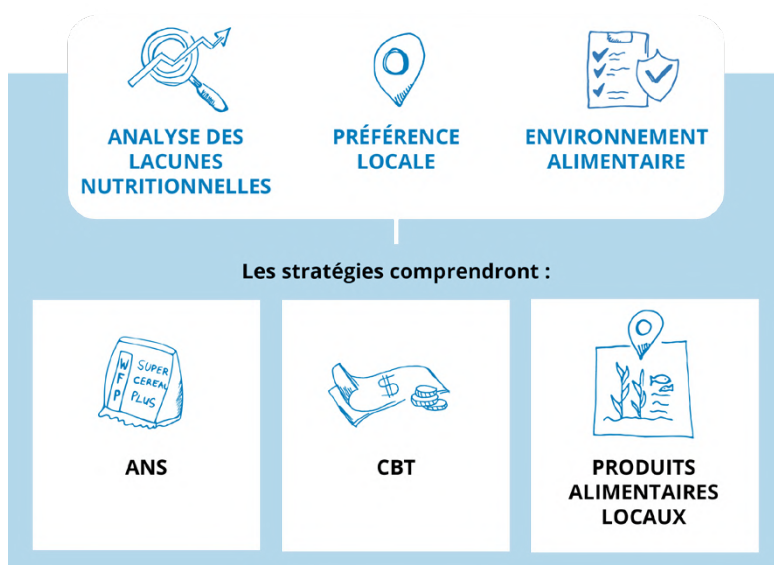 ANALYSE DES
LACUNES
NUTRITIONNELLES
PRÉFÉRENCE
LOCALE
ENVIRONNEMENT
ALIMENTAIRE
Les stratégies comprendront :
WFP
SUPER
CEREAL
PLUS
$
ANS
CBT
PRODUITS
ALIMENTAIRES
LOCAUX